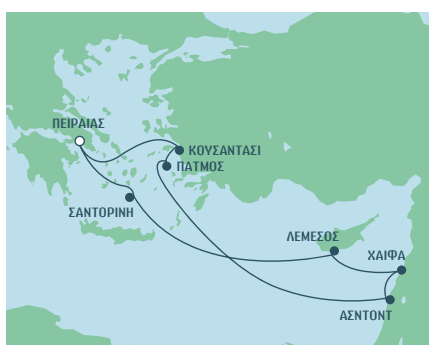 ΠΕΙΡΑΙΑΣ
ΚΟΥΣΑΝΤΑΣΙ
ΠΑΤΜΟΣ
ΣΑΝΤΟΡΙΝΗ
ΛΕΜΕΣΟΣ
ΧΑΙΦΑ
ΑΣΝΤΟΝΤ